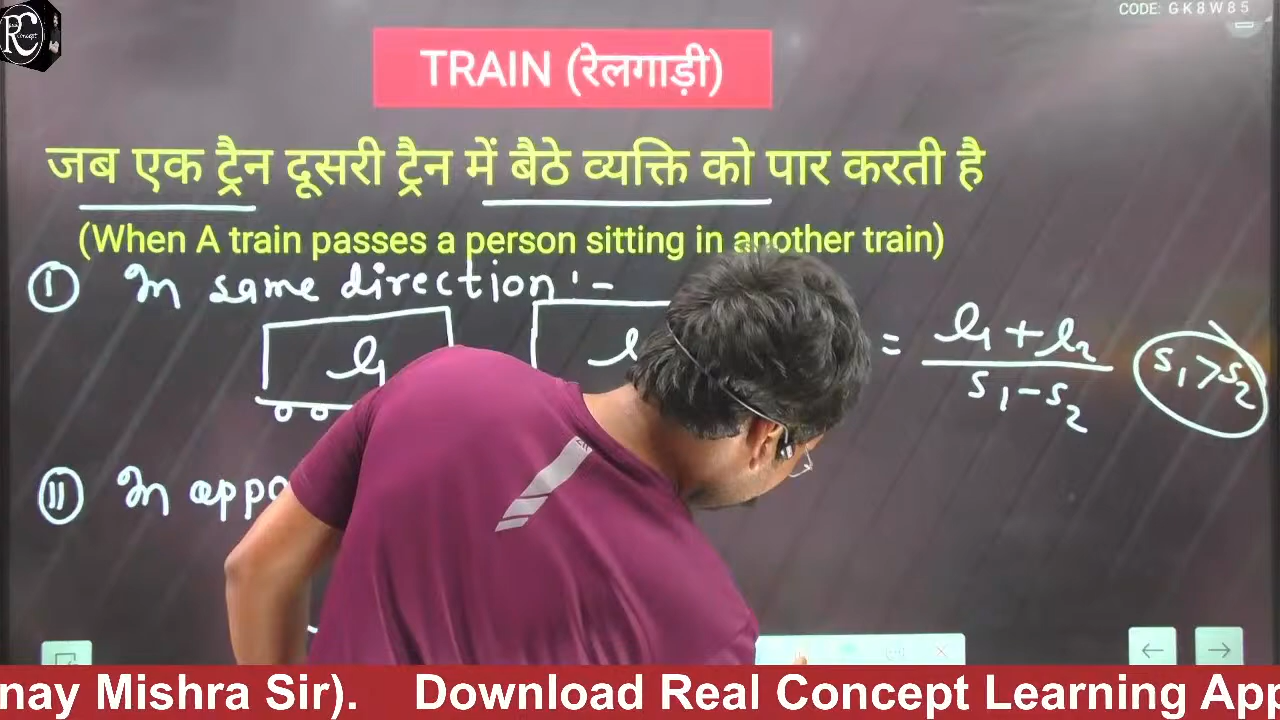 CODE: GK8W85
RC
Concept
TRAIN (रेलगाड़ी)
जब एक ट्रैन दूसरी ट्रैन में बैठे व्यक्ति को पार करती है
(When A train passes a person sitting in another train)
I In same direction :-
l₁
l
= l₁ + l₂ / s₁ - s₂
s₁ > s₂
II In appo
nay Mishra Sir). Download Real Concept Learning App